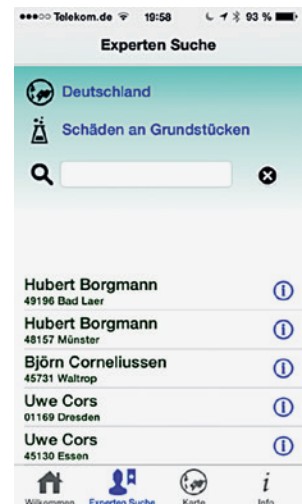 Telekom.de 19:58 93 %
Experten Suche
Deutschland
Schäden an Grundstücken
Hubert Borgmann
49196 Bad Laer
Hubert Borgmann
48157 Münster
Björn Corneliussen
45731 Waltrop
Uwe Cors
01169 Dresden
Uwe Cors
45130 Essen
Willkommen Experten Suche Karte Info